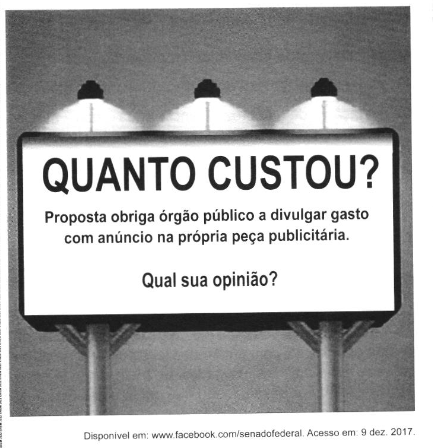 QUANTO CUSTOU?
Proposta obriga órgão público a divulgar gasto
com anúncio na própria peça publicitária.
Qual sua opinião?
Disponível em: www.facebook.com/senadofederal. Acesso em 9 dez. 2017.